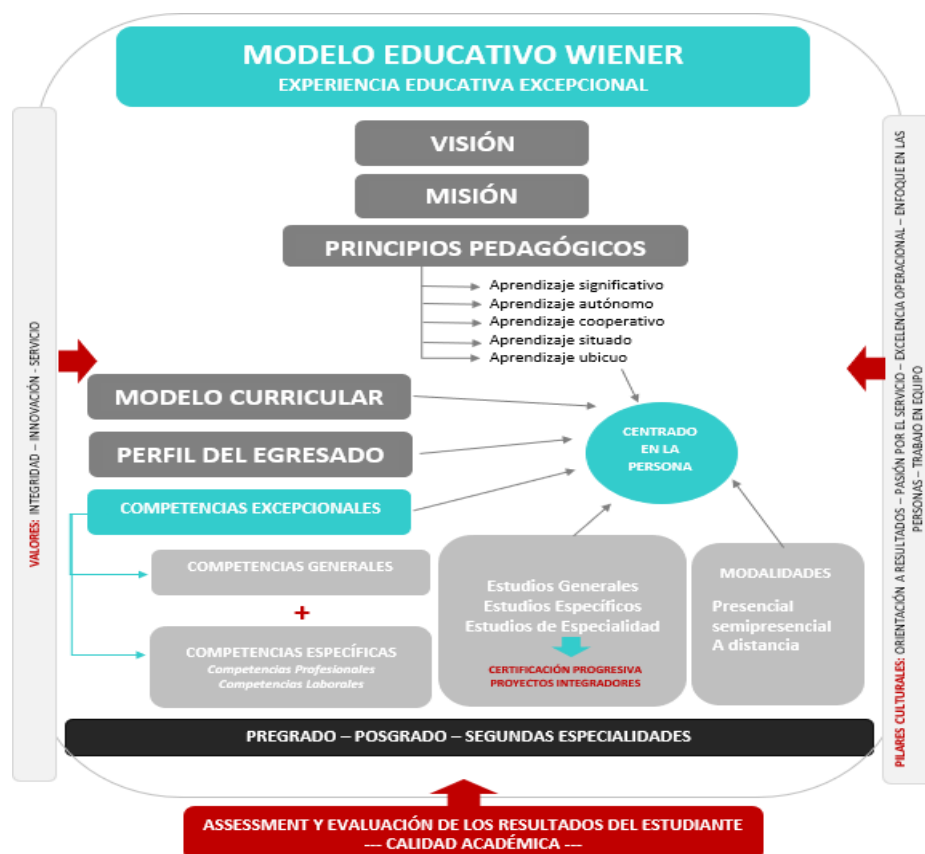 MODELO EDUCATIVO WIENER
EXPERIENCIA EDUCATIVA EXCEPCIONAL
VISIÓN
MISIÓN
PRINCIPIOS PEDAGÓGICOS
Aprendizaje significativo
Aprendizaje autónomo
Aprendizaje cooperativo
Aprendizaje situado
Aprendizaje ubicuo
VALORES: INTEGRIDAD – INNOVACIÓN - SERVICIO
MODELO CURRICULAR
PERFIL DEL EGRESADO
COMPETENCIAS EXCEPCIONALES
CENTRADO
EN LA
PERSONA
COMPETENCIAS GENERALES
+
COMPETENCIAS ESPECÍFICAS
Competencias Profesionales
Competencias Laborales
Estudios Generales
Estudios Específicos
Estudios de Especialidad
CERTIFICACIÓN PROGRESIVA
PROYECTOS INTEGRADORES
MODALIDADES
Presencial
semipresencial
A distancia
PILARES CULTURALES: ORIENTACIÓN A RESULTADOS – PASIÓN POR EL SERVICIO – EXCELENCIA OPERACIONAL – ENFOQUE EN LAS
PERSONAS – TRABAJO EN EQUIPO
PREGRADO – POSGRADO – SEGUNDAS ESPECIALIDADES
ASSESSMENT Y EVALUACIÓN DE LOS RESULTADOS DEL ESTUDIANTE
--- CALIDAD ACADÉMICA ---